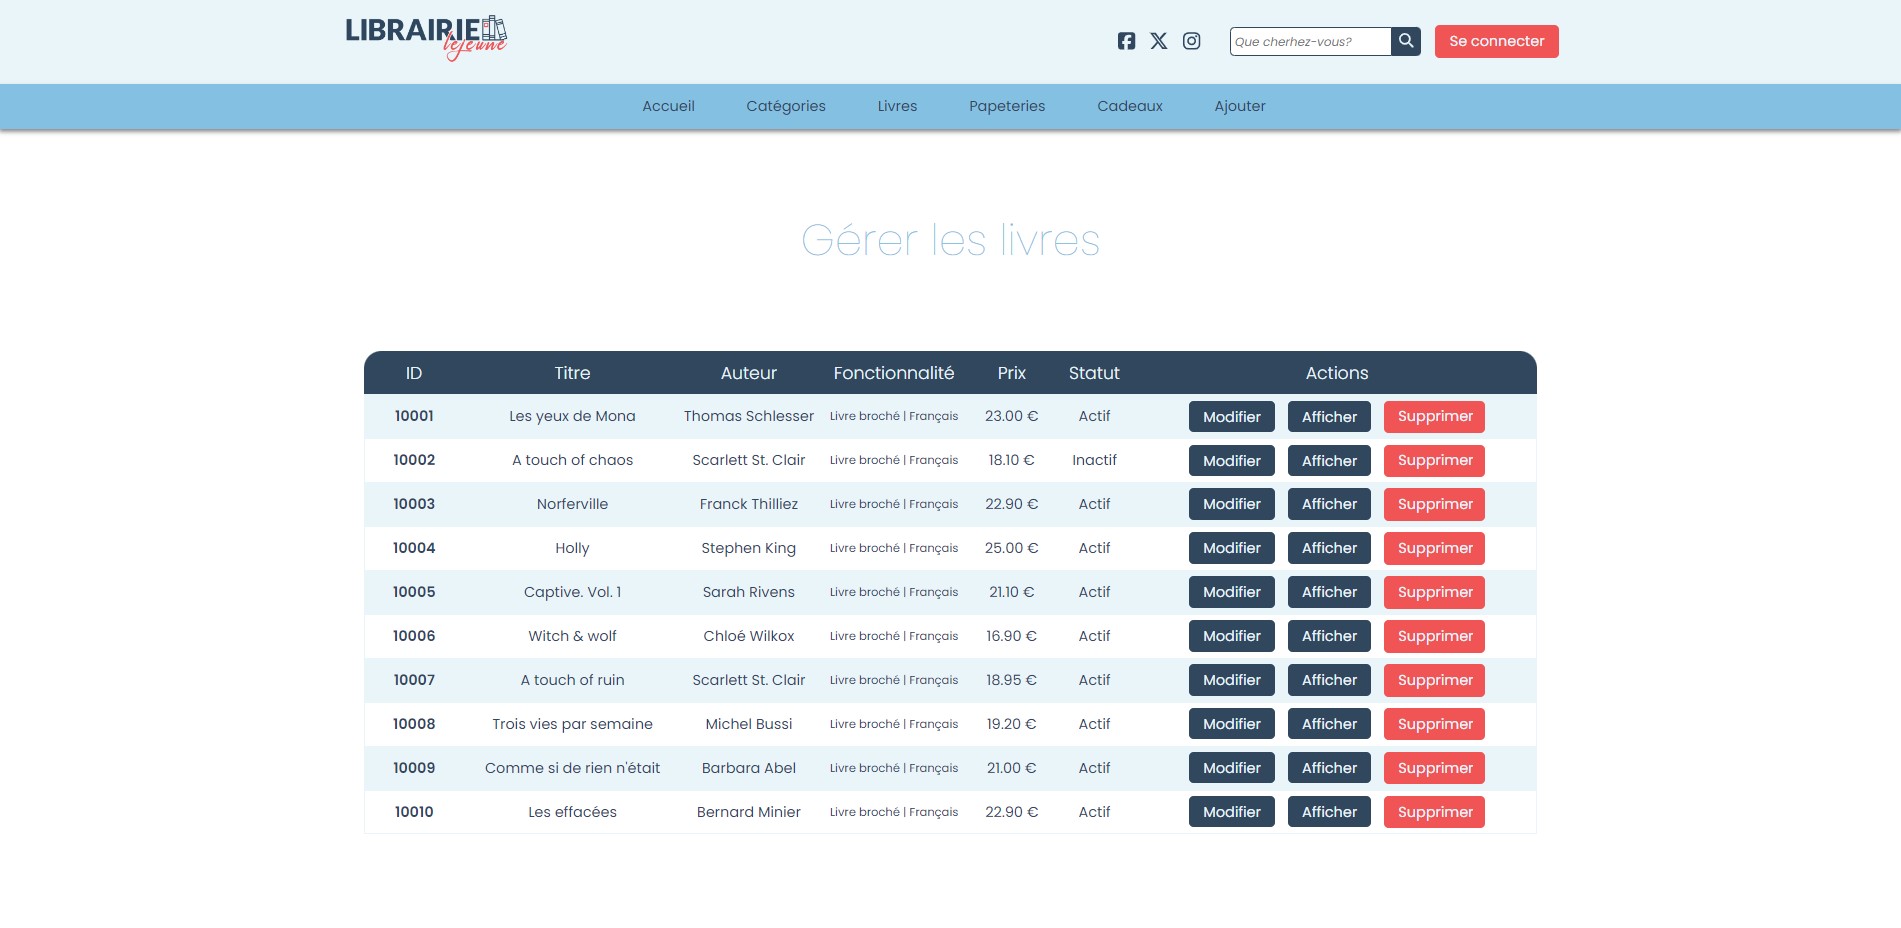 LIBRAIRIE
lejeune
Que cherhez-vous?
Se connecter
Accueil Catégories Livres Papeteries Cadeaux Ajouter
Gérer les livres
ID Titre Auteur Fonctionnalité Prix Statut Actions
10001 Les yeux de Mona Thomas Schlesser Livre broché | Français 23.00 € Actif Modifier Afficher Supprimer
10002 A touch of chaos Scarlett St. Clair Livre broché | Français 18.10 € Inactif Modifier Afficher Supprimer
10003 Norferville Franck Thilliez Livre broché | Français 22.90 € Actif Modifier Afficher Supprimer
10004 Holly Stephen King Livre broché | Français 25.00 € Actif Modifier Afficher Supprimer
10005 Captive. Vol. 1 Sarah Rivens Livre broché | Français 21.10 € Actif Modifier Afficher Supprimer
10006 Witch & wolf Chloé Wilkox Livre broché | Français 16.90 € Actif Modifier Afficher Supprimer
10007 A touch of ruin Scarlett St. Clair Livre broché | Français 18.95 € Actif Modifier Afficher Supprimer
10008 Trois vies par semaine Michel Bussi Livre broché | Français 19.20 € Actif Modifier Afficher Supprimer
10009 Comme si de rien n'était Barbara Abel Livre broché | Français 21.00 € Actif Modifier Afficher Supprimer
10010 Les effacées Bernard Minier Livre broché | Français 22.90 € Actif Modifier Afficher Supprimer